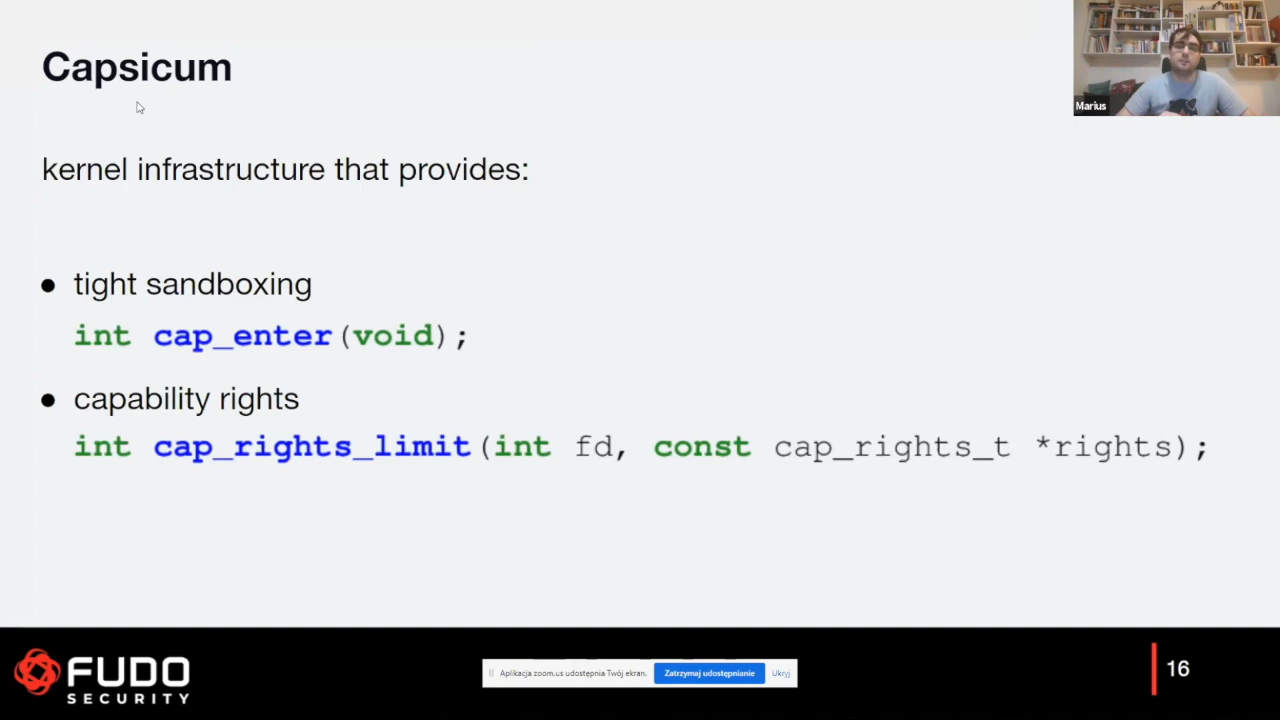 Capsicum
Marius
kernel infrastructure that provides:
● tight sandboxing
int cap_enter(void);
● capability rights
int cap_rights_limit(int fd, const cap_rights_t *rights);
FUDO
SECURITY
Aplikacja zoom.us udostępnia Twój ekran. Zatrzymaj udostępnianie Ukryj
16